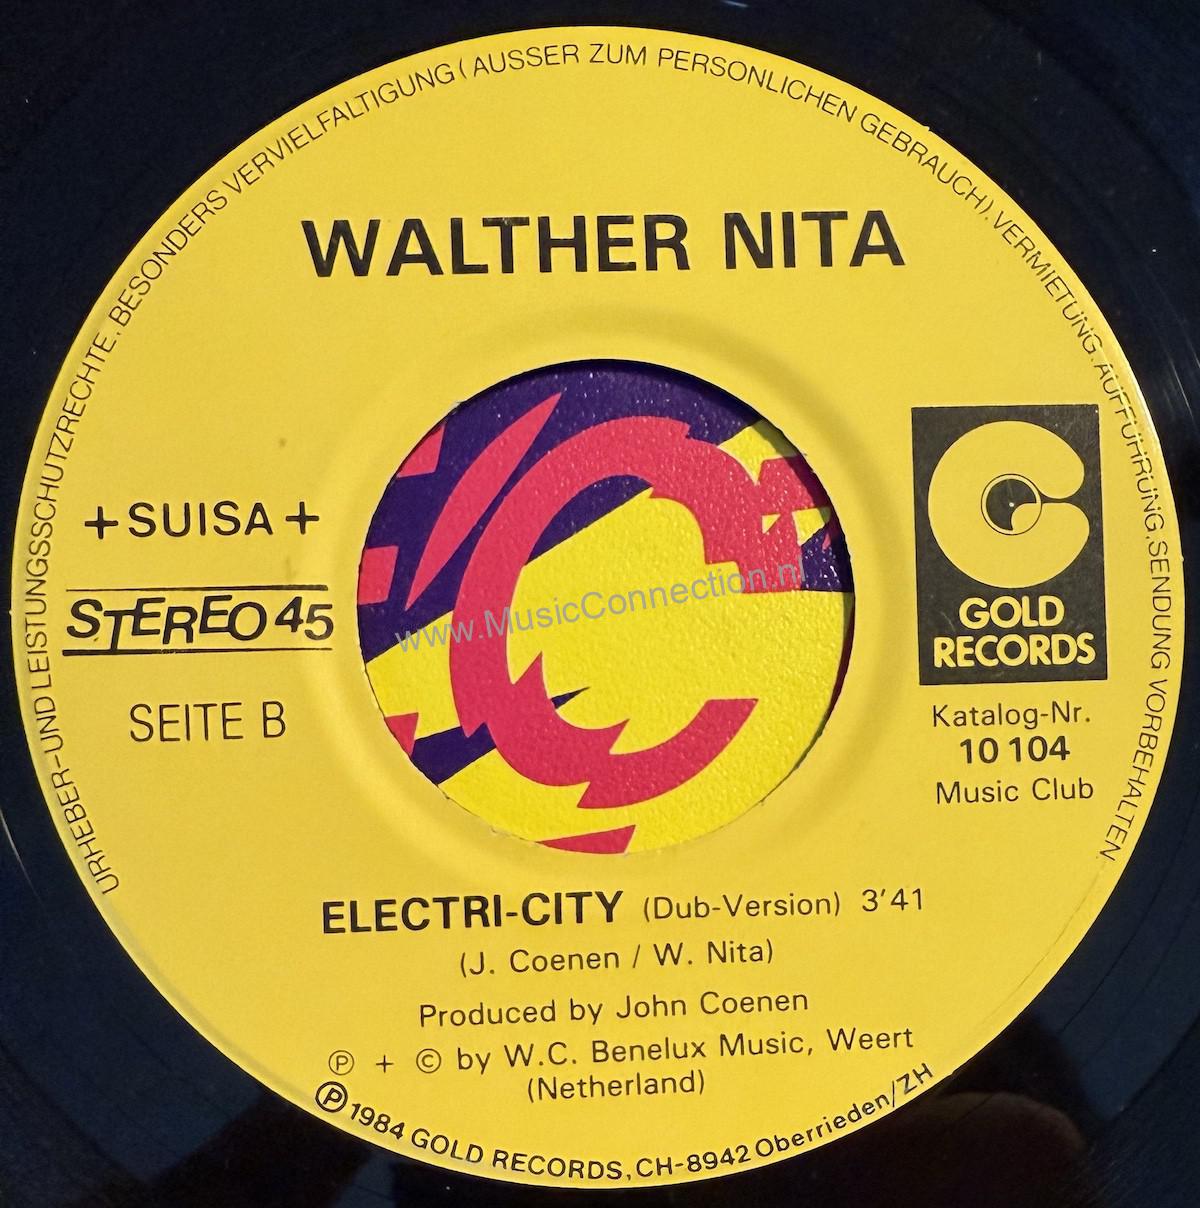 URHEBER-UND LEISTUNGSSCHUTZRECHTE. BESONDERS VERVIELFALTIGUNG (AUSSER ZUM PERSONLICHEN GEBRAUCH). VERMIETUNG. AUFFUHRUNG. SENDUNG VORBEHALTEN.
WALTHER NITA
+SUISA+
STEREO 45
SEITE B
GOLD
RECORDS
Katalog-Nr.
10 104
Music Club
www.MusicConnection.nl
ELECTRI-CITY (Dub-Version) 3'41
(J. Coenen / W. Nita)
Produced by John Coenen
℗ + © by W.C. Benelux Music, Weert
(Netherland)
℗ 1984 GOLD RECORDS, CH-8942 Oberrieden/ZH